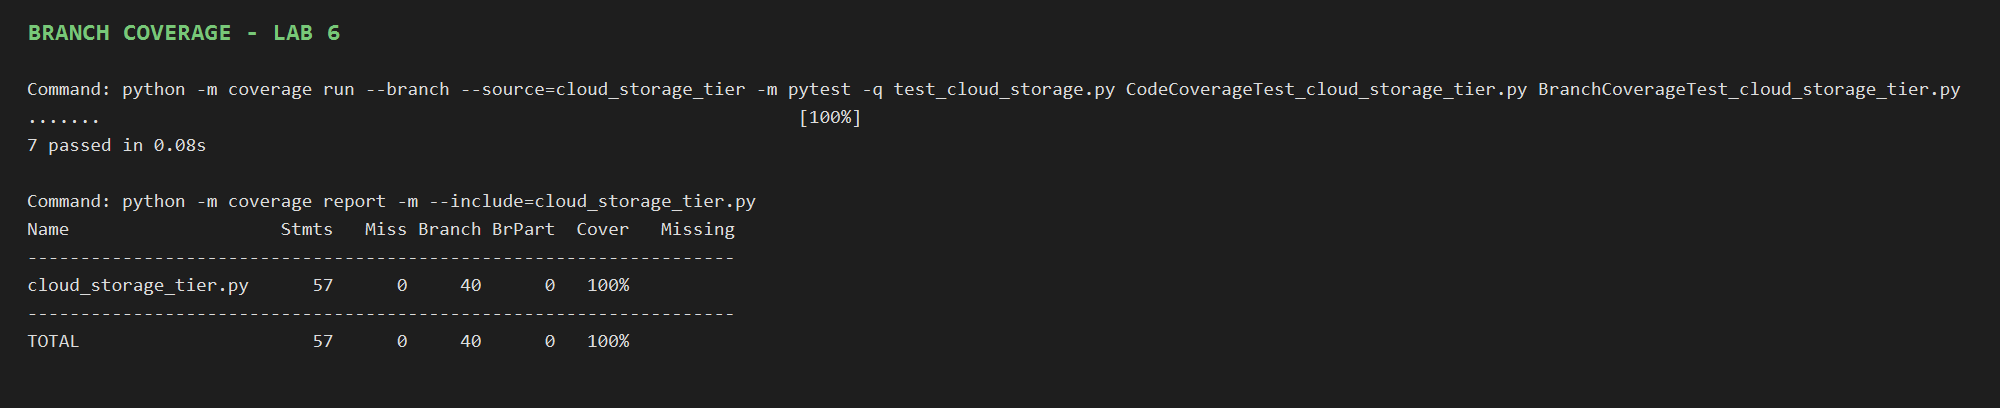 BRANCH COVERAGE - LAB 6
Command: python -m coverage run --branch --source=cloud_storage_tier -m pytest -q test_cloud_storage.py CodeCoverageTest_cloud_storage_tier.py BranchCoverageTest_cloud_storage_tier.py
.......                                                                  [100%]
7 passed in 0.08s
Command: python -m coverage report -m --include=cloud_storage_tier.py
Name                    Stmts   Miss Branch BrPart  Cover   Missing
-------------------------------------------------------------------
cloud_storage_tier.py      57      0     40      0   100%
-------------------------------------------------------------------
TOTAL                      57      0     40      0   100%